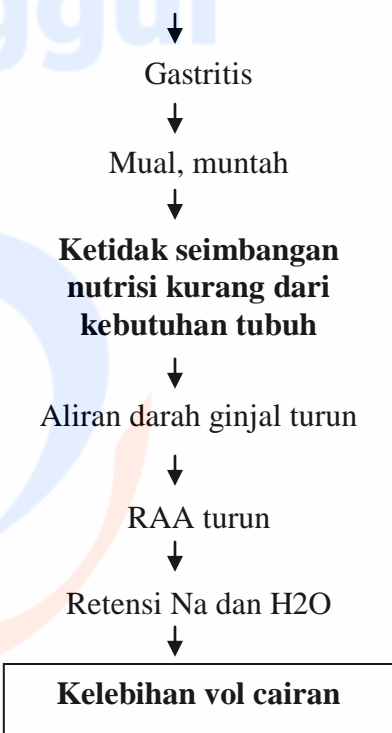 ggul
Gastritis
Mual, muntah
Ketidak seimbangan
nutrisi kurang dari
kebutuhan tubuh
Aliran darah ginjal turun
RAA turun
Retensi Na dan H2O
Kelebihan vol cairan